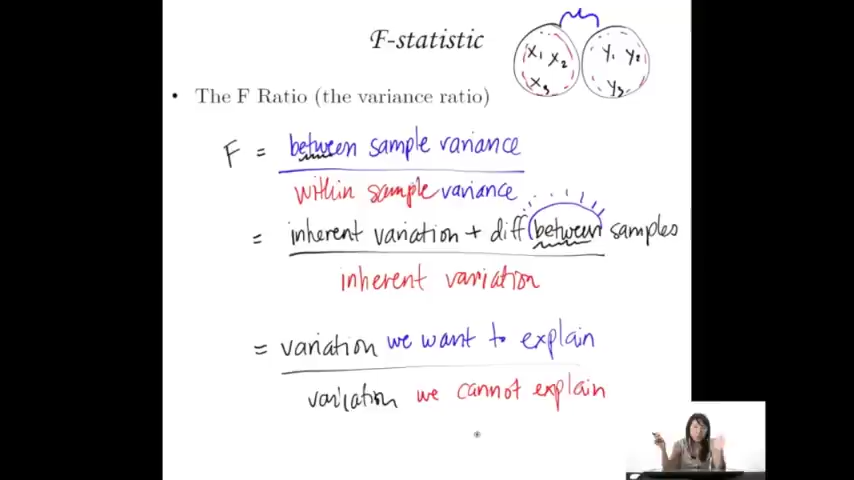 F-statistic
X1 X2 X3
Y1 Y2 Y3
• The F Ratio (the variance ratio)
F = between sample variance
within sample variance
= inherent variation + diff between samples
inherent variation
= variation we want to explain
variation we cannot explain